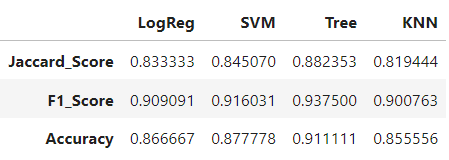 LogReg SVM Tree KNN
Jaccard_Score 0.833333 0.845070 0.882353 0.819444
F1_Score 0.909091 0.916031 0.937500 0.900763
Accuracy 0.866667 0.877778 0.911111 0.855556